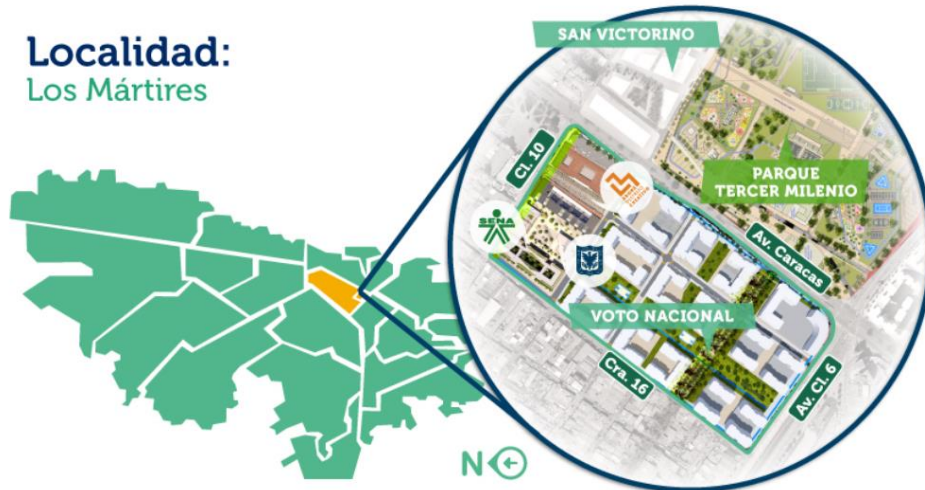 Localidad:
Los Mártires
SAN VICTORINO
Cl. 10
PARQUE
TERCER MILENIO
SENA
Av. Caracas
VOTO NACIONAL
Cra. 16
Av. Cl. 6
N